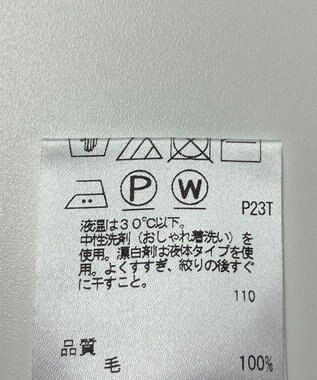 P W P23T
液温は30℃以下。
中性洗剤（おしゃれ着洗い）を
使用。漂白剤は液体タイプを使
用。よくすすぎ、絞りの後すぐ
に干すこと。
110
品質
毛 100%